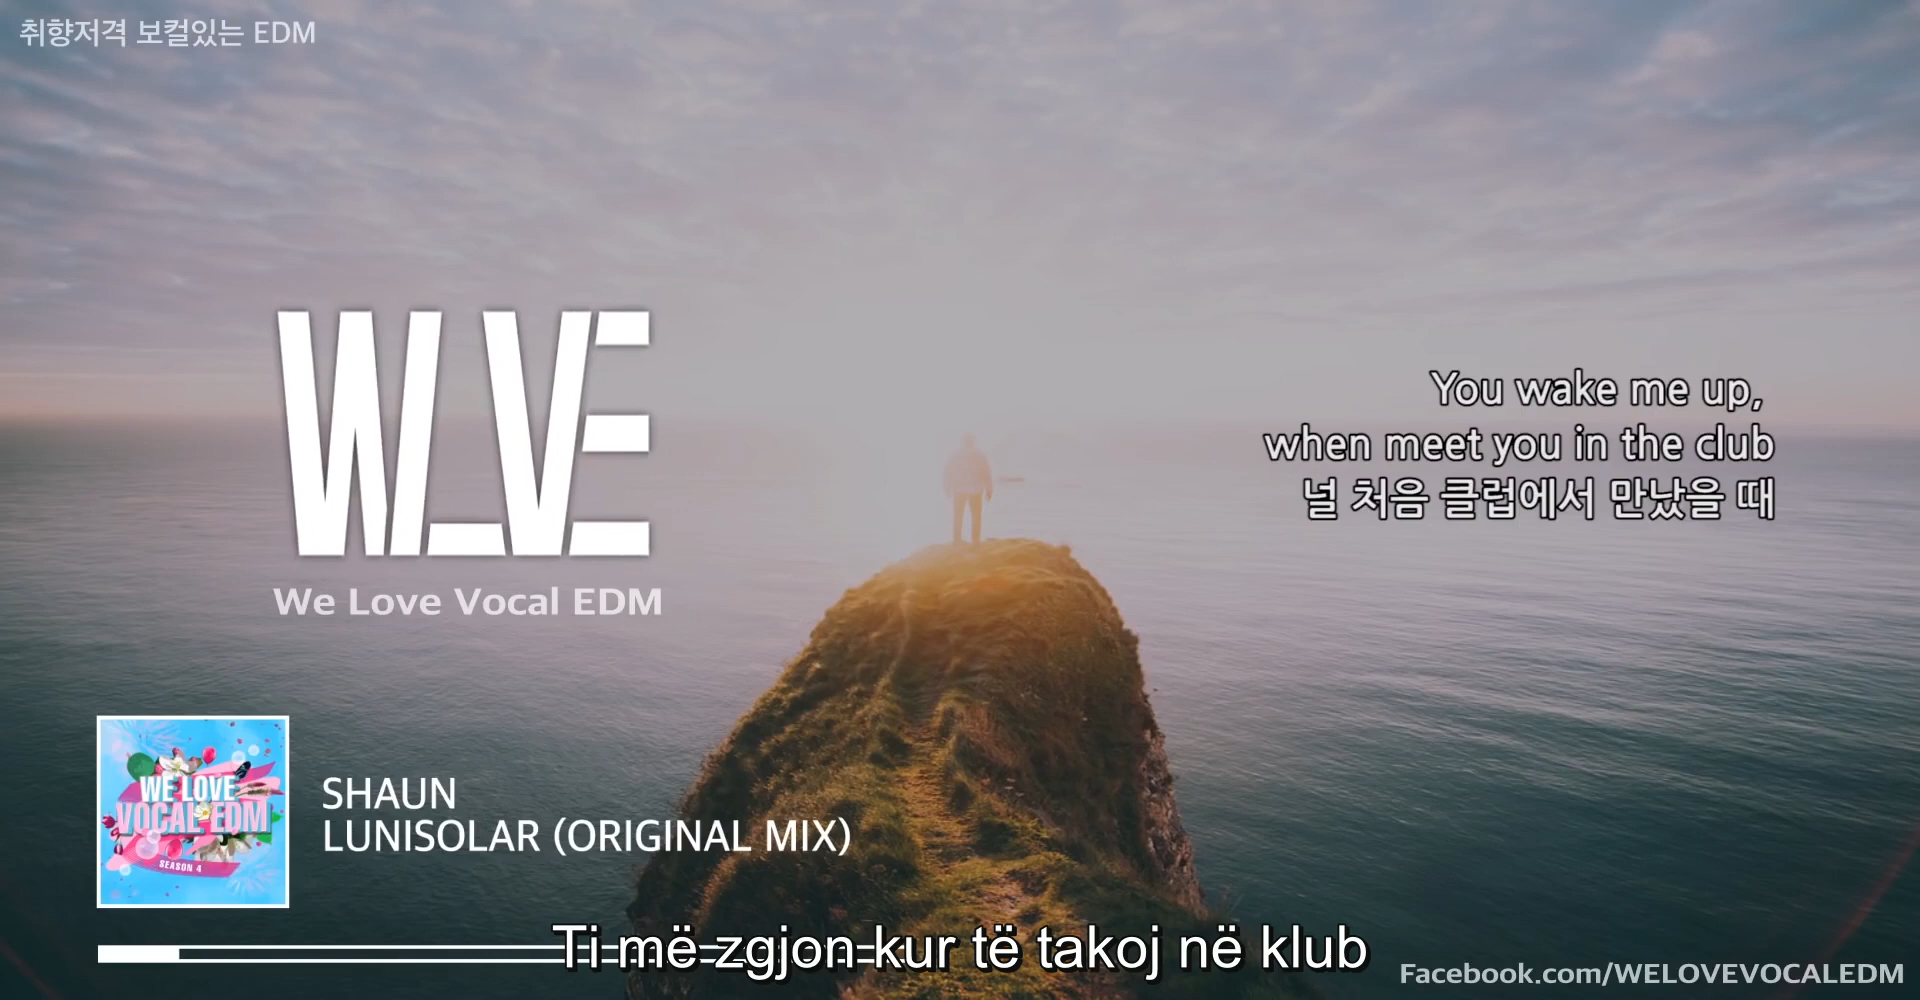 취향저격 보컬있는 EDM
WLVE
We Love Vocal EDM
You wake me up,
when meet you in the club
널 처음 클럽에서 만났을 때
WE LOVE
VOCAL EDM
SEASON 4
SHAUN
LUNISOLAR (ORIGINAL MIX)
Ti më zgjon kur të takoj në klub
Facebook.com/WELOVEVOCALEDM